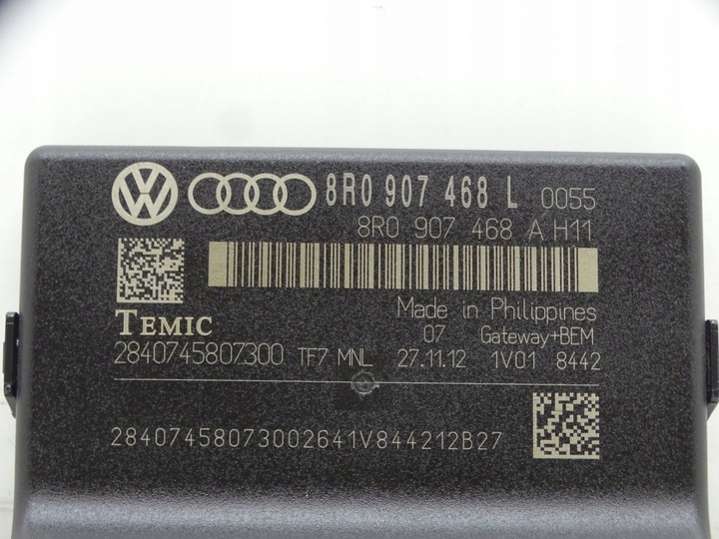 VW 8R0 907 468 L 0055
8R0 907 468 A H11
Made in Philippines
TEMIC 07 Gateway+BEM
2840745807300 TF7 MNL 27.11.12 1V01 8442
28407458073002641V844212B27